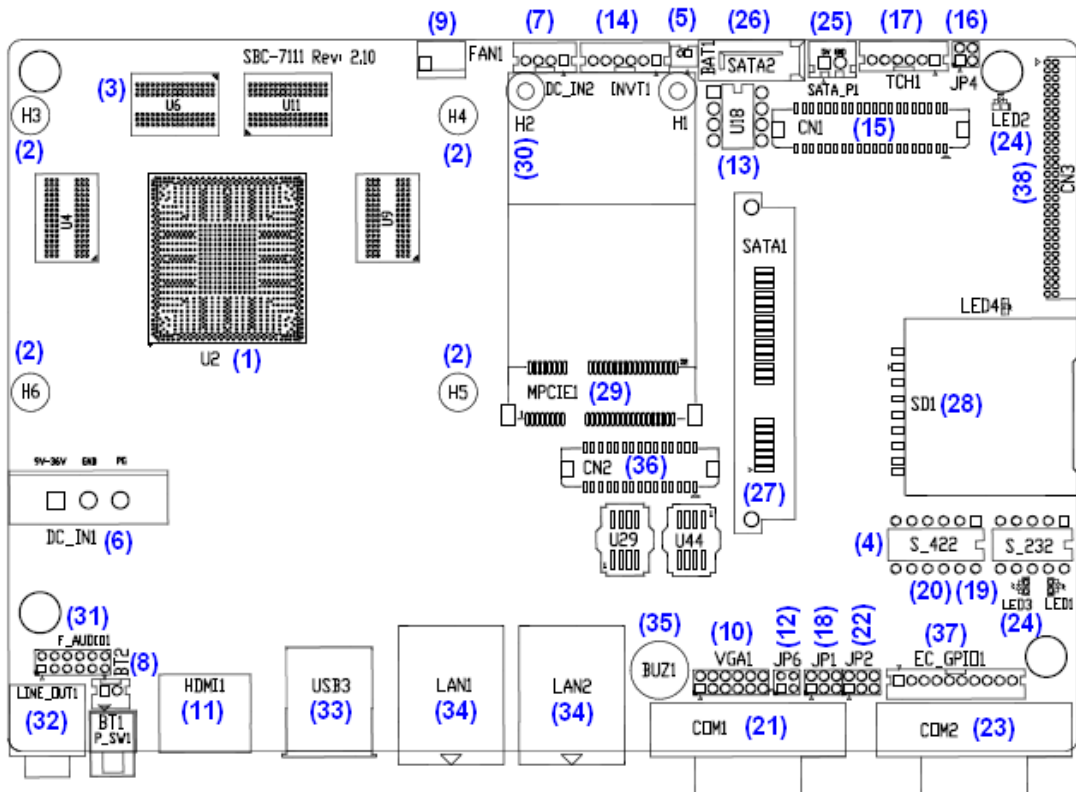 (9) (7) (14) (5) (26) (25) (17) (16)
SBC-7111 Rev: 2.10
FAN1
BAT1
SATA2
DC_IN2 INVT1
SATA_P1
TCH1
JP4
(3)
U6
U11
H3
H4
H2
H1
U18
CN1
(15)
LED2
(2)
(2)
(30)
(13)
(24)
(38)
CN3
U4
U9
SATA1
LED4
U2 (1)
(2)
(2)
H6
H5
MPCIE1
(29)
SD1 (28)
9V-36V GND PG
CN2
(36)
(27)
DC_IN1 (6)
U29
U44
(4)
S_422
S_232
(20) (19)
LED3
LED1
(31)
(24)
F_AUDIO1
BT2
(8)
(35)
(10) (12) (18) (22) (37)
VGA1 JP6 JP1 JP2 EC_GPIO1
BUZ1
LINE_OUT1
HDMI1
USB3
LAN1
LAN2
(32)
(11)
(33)
(34)
(34)
BT1
P_SW1
COM1 (21)
COM2 (23)